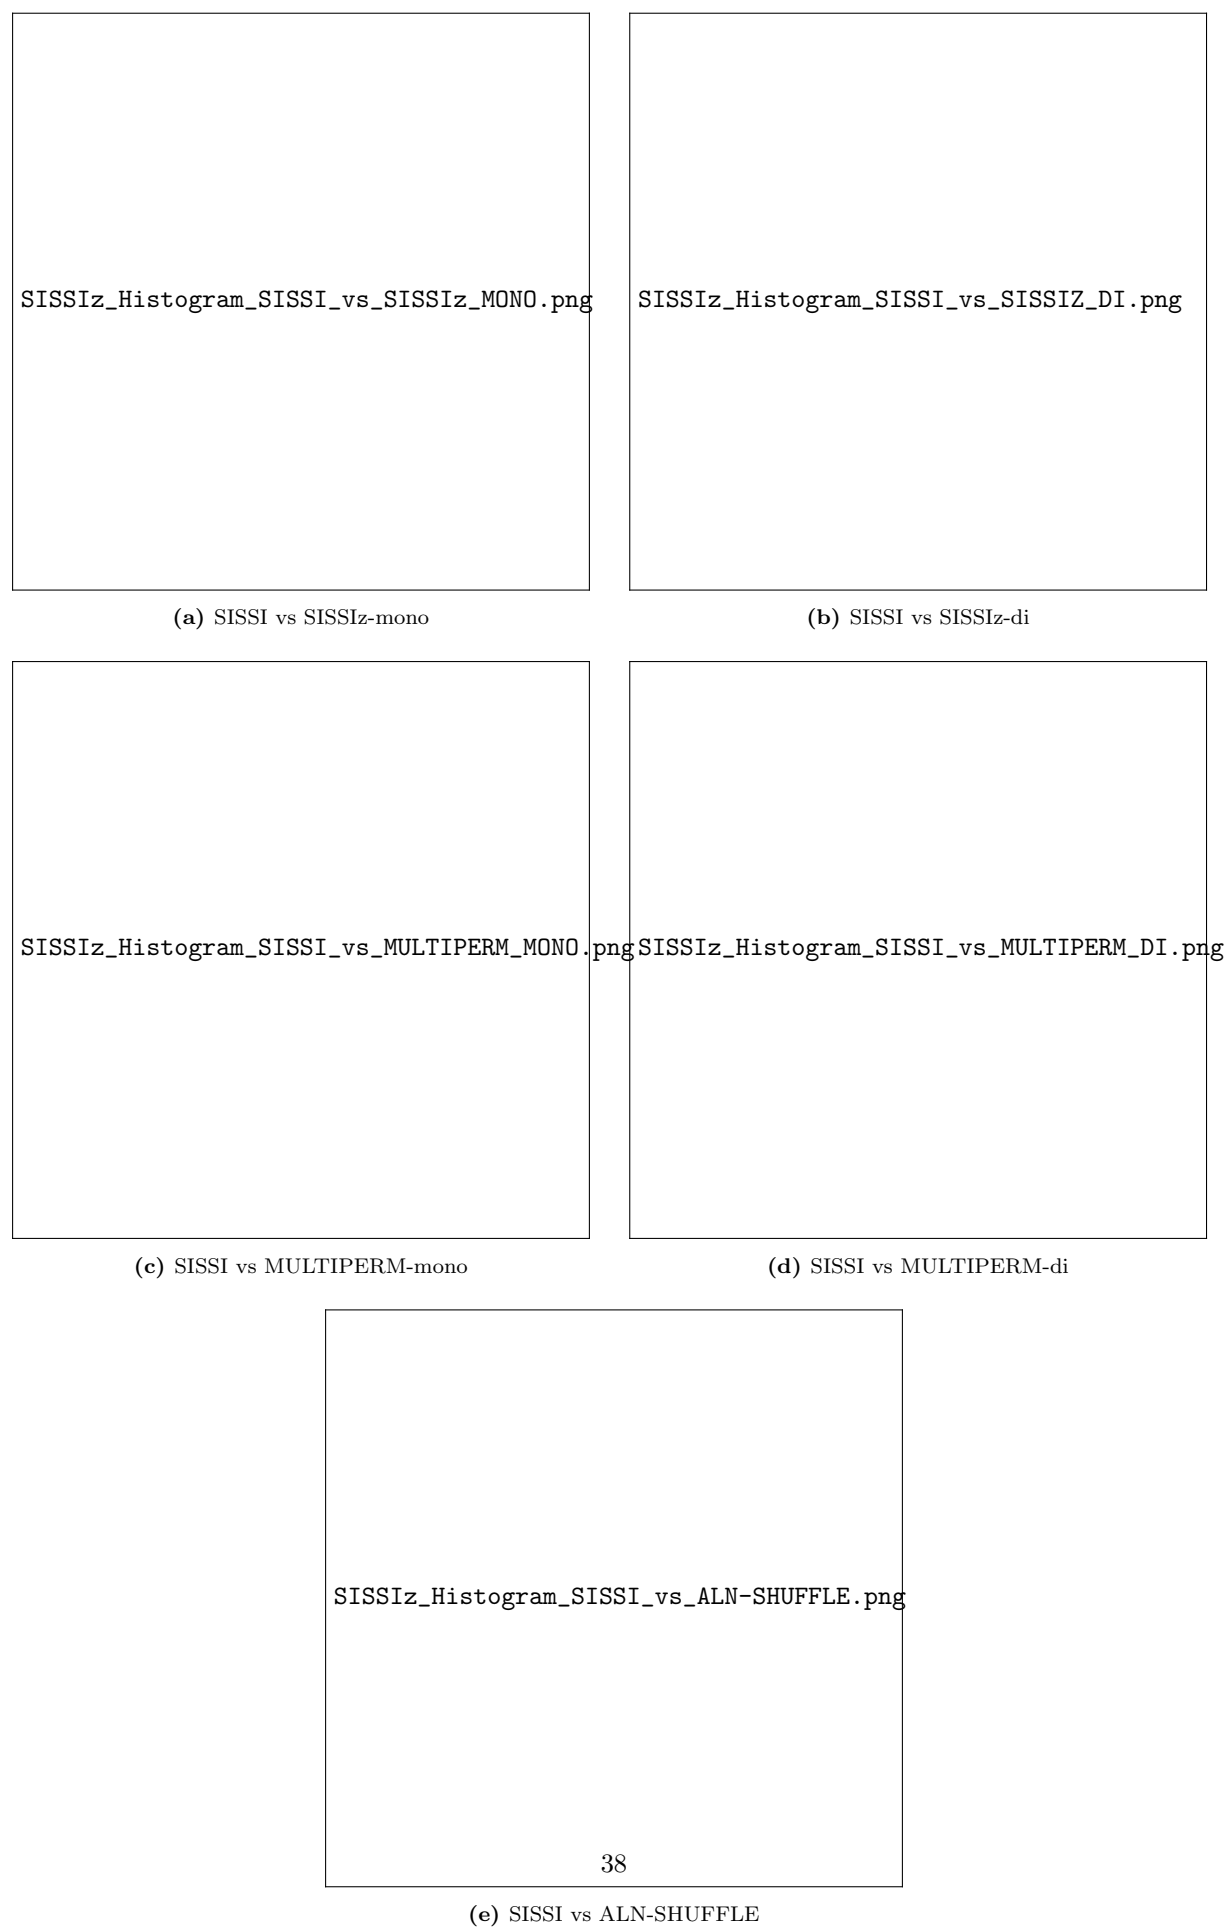 SISSIz_Histogram_SISSI_vs_SISSIz_MONO.png
SISSIz_Histogram_SISSI_vs_SISSIZ_DI.png
(a) SISSI vs SISSIz-mono
(b) SISSI vs SISSIz-di
SISSIz_Histogram_SISSI_vs_MULTIPERM_MONO.png
SISSIz_Histogram_SISSI_vs_MULTIPERM_DI.png
(c) SISSI vs MULTIPERM-mono
(d) SISSI vs MULTIPERM-di
SISSIz_Histogram_SISSI_vs_ALN-SHUFFLE.png
38
(e) SISSI vs ALN-SHUFFLE